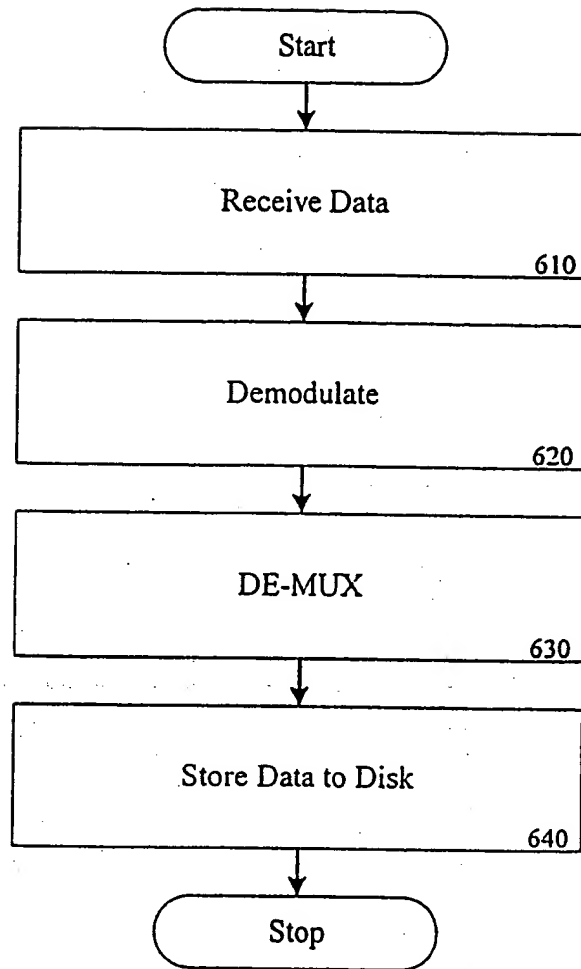 Start
Receive Data
610
Demodulate
620
DE-MUX
630
Store Data to Disk
640
Stop